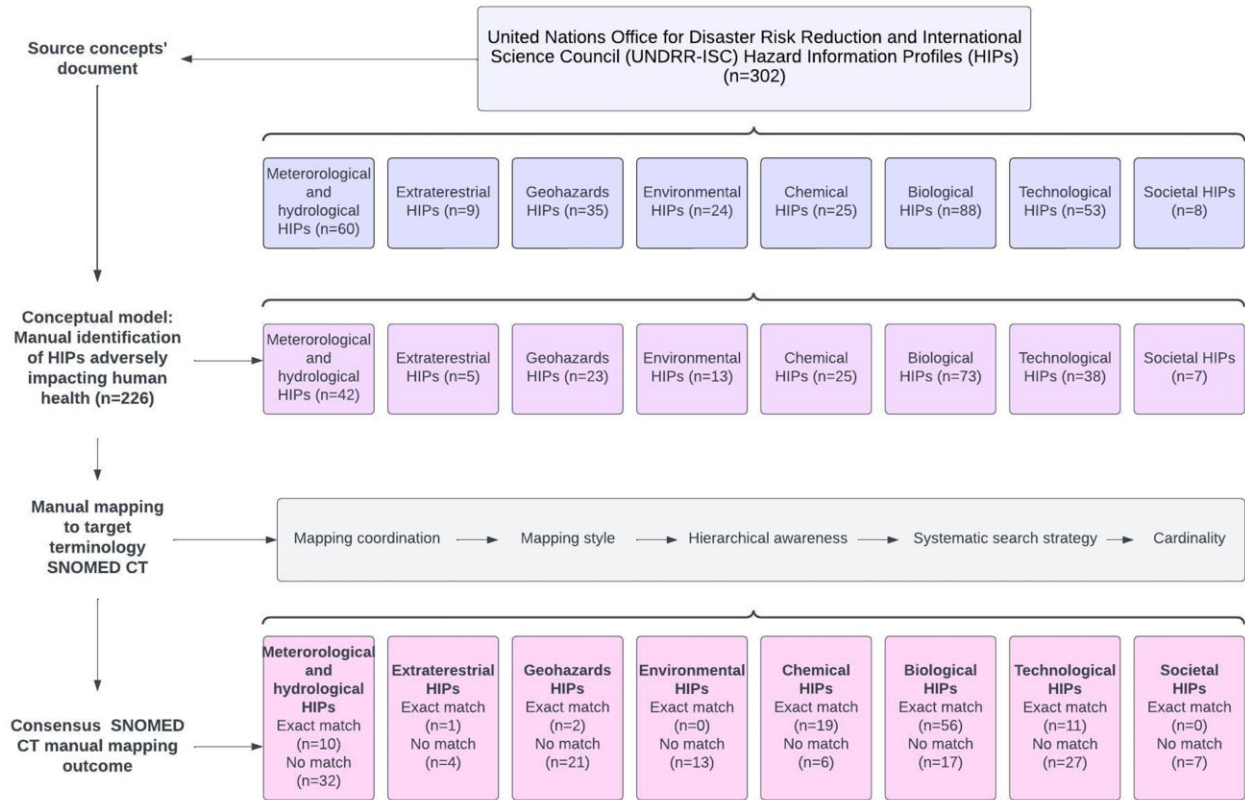 Source concepts'
document
United Nations Office for Disaster Risk Reduction and International
Science Council (UNDRR-ISC) Hazard Information Profiles (HIPs)
(n=302)
Meterorological
and
hydrological
HIPs (n=60)
Extraterestrial
HIPs (n=9)
Geohazards
HIPs (n=35)
Environmental
HIPs (n=24)
Chemical
HIPs (n=25)
Biological
HIPs (n=88)
Technological
HIPs (n=53)
Societal HIPs
(n=8)
Conceptual model:
Manual identification
of HIPs adversely
impacting human
health (n=226)
Meterorological
and
hydrological
HIPs (n=42)
Extraterestrial
HIPs (n=5)
Geohazards
HIPs (n=23)
Environmental
HIPs (n=13)
Chemical
HIPs (n=25)
Biological
HIPs (n=73)
Technological
HIPs (n=38)
Societal HIPs
(n=7)
Manual mapping
to target
terminology
SNOMED CT
Mapping coordination
Mapping style
Hierarchical awareness
Systematic search strategy
Cardinality
Consensus SNOMED
CT manual mapping
outcome
Meterorological
and
hydrological
HIPs
Exact match
(n=10)
No match
(n=32)
Extraterestrial
HIPs
Exact match
(n=1)
No match
(n=4)
Geohazards
HIPs
Exact match
(n=2)
No match
(n=21)
Environmental
HIPs
Exact match
(n=0)
No match
(n=13)
Chemical
HIPs
Exact match
(n=19)
No match
(n=6)
Biological
HIPs
Exact match
(n=56)
No match
(n=17)
Technological
HIPs
Exact match
(n=11)
No match
(n=27)
Societal
HIPs
Exact match
(n=0)
No match
(n=7)